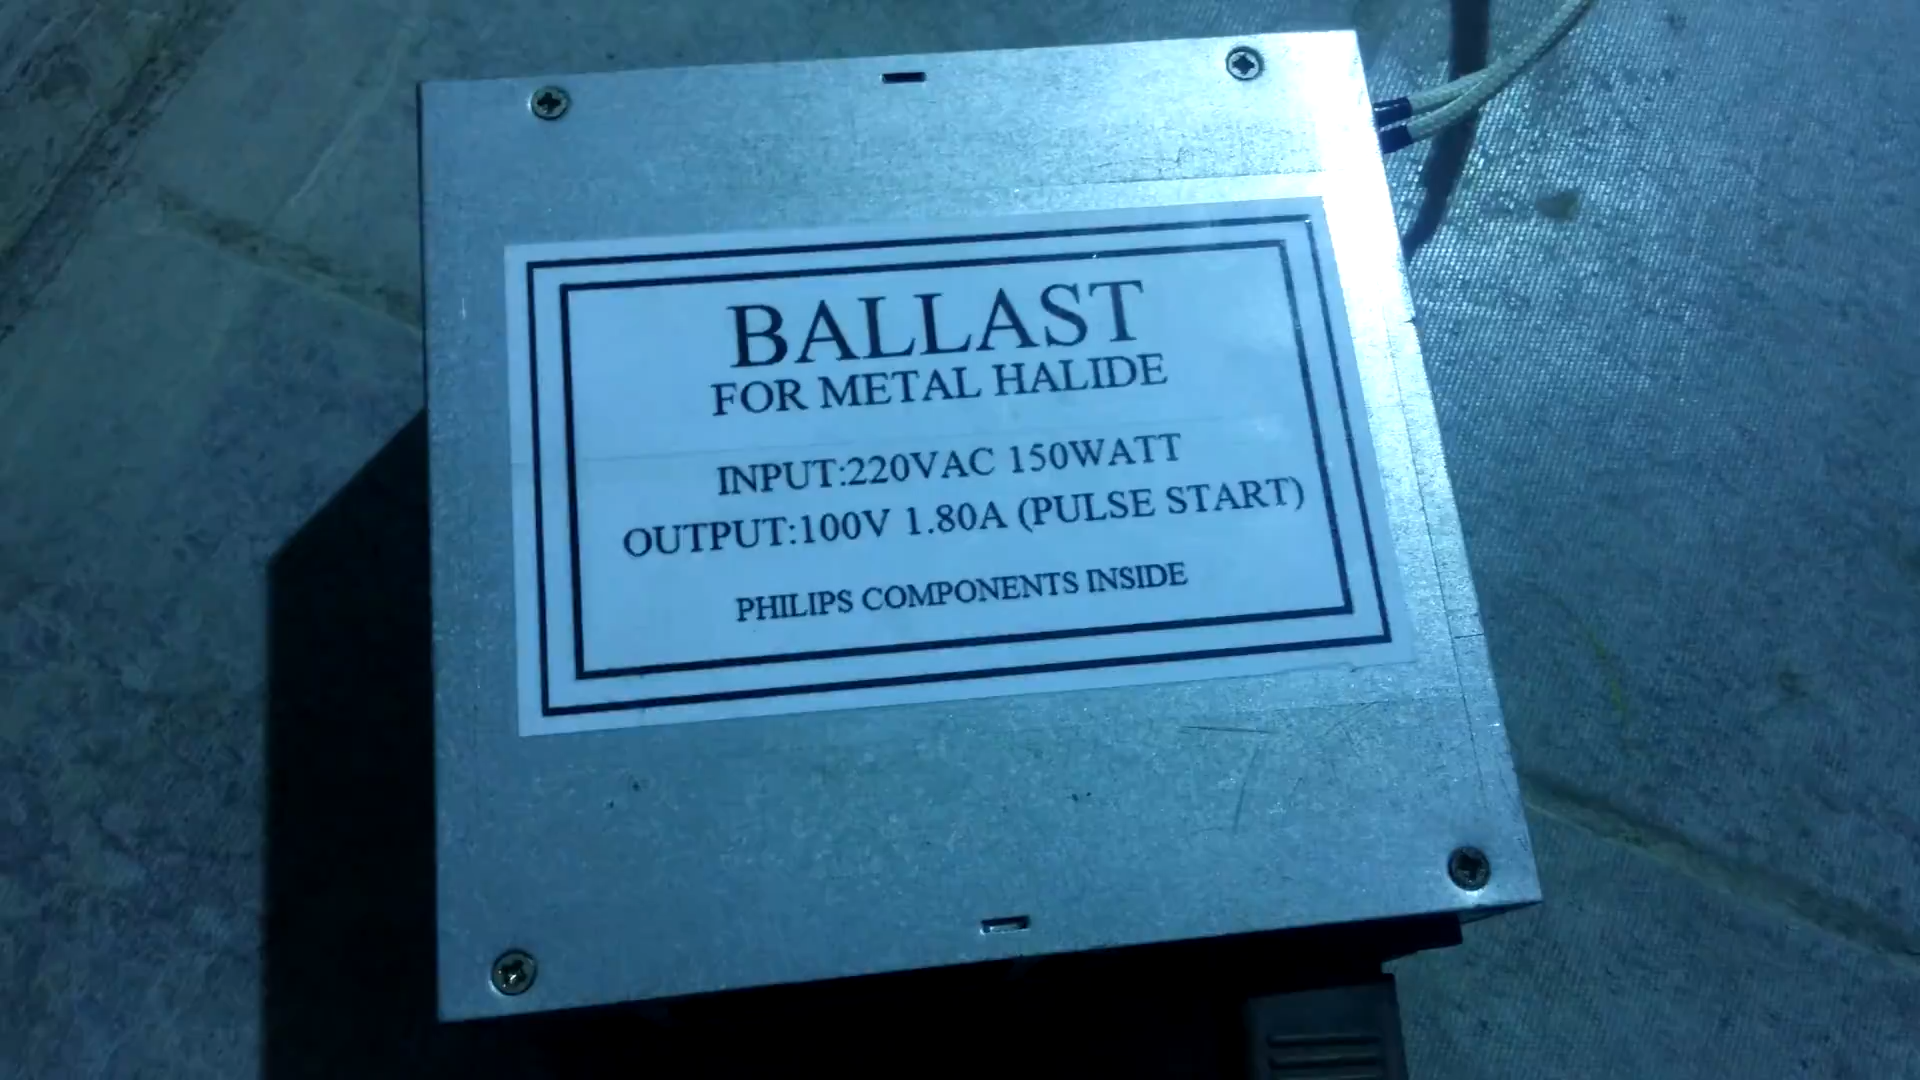 BALLAST
FOR METAL HALIDE
INPUT:220VAC 150WATT
OUTPUT:100V 1.80A (PULSE START)
PHILIPS COMPONENTS INSIDE